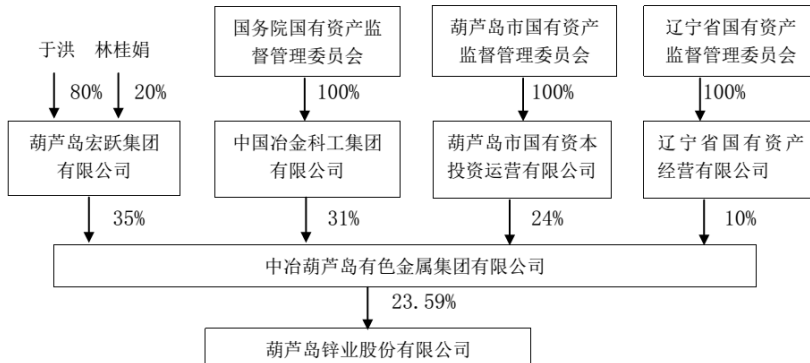 于洪 林桂娟
国务院国有资产监
督管理委员会
葫芦岛市国有资产
监督管理委员会
辽宁省国有资产
监督管理委员会
80%
20%
100%
100%
100%
葫芦岛宏跃集团
有限公司
中国冶金科工集团
有限公司
葫芦岛市国有资本
投资运营有限公司
辽宁省国有资产
经营有限公司
35%
31%
24%
10%
中冶葫芦岛有色金属集团有限公司
23.59%
葫芦岛锌业股份有限公司